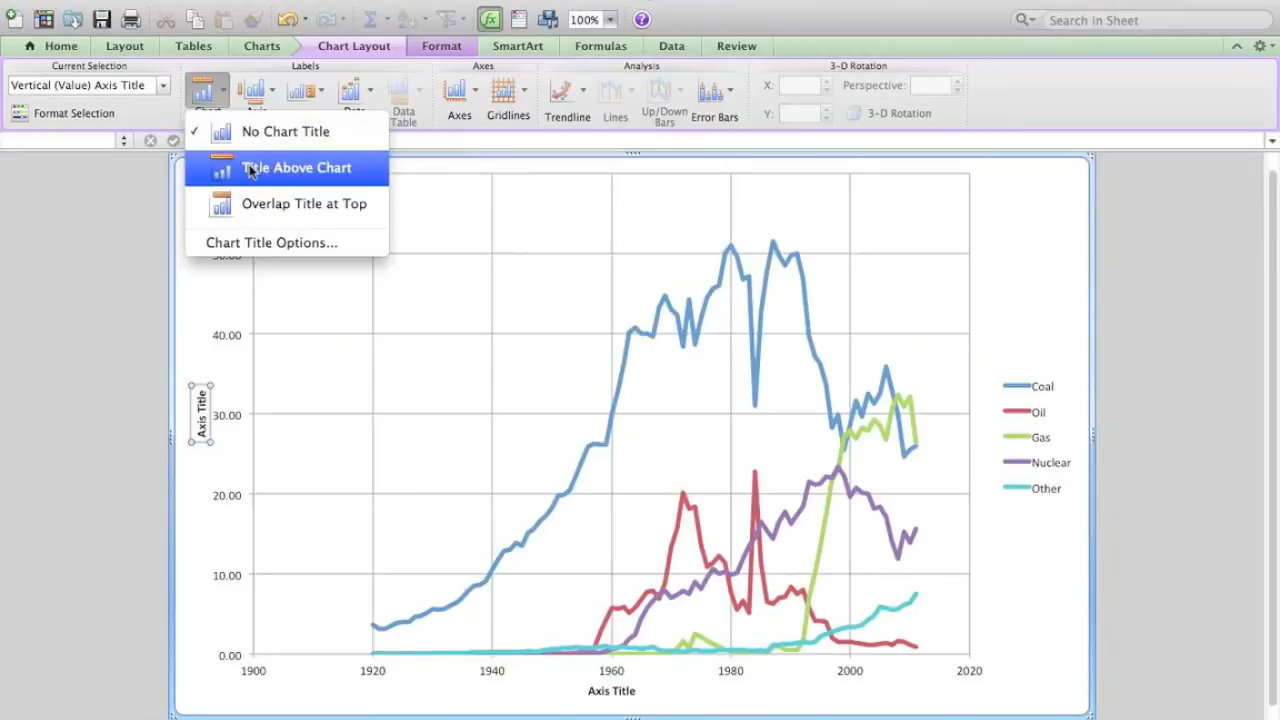 100%
Search in Sheet
Home
Layout
Tables
Charts
Chart Layout
Format
SmartArt
Formulas
Data
Review
Current Selection
Labels
Axes
Analysis
3-D Rotation
Vertical (Value) Axis Title
Format Selection
Data
Table
Axes
Gridlines
Trendline
Lines
Up/Down
Bars
Error Bars
X:
Y:
Perspective:
3-D Rotation
fx
No Chart Title
Title Above Chart
Overlap Title at Top
Chart Title Options...
40.00
30.00
20.00
10.00
0.00
Axis Title
1900
1920
1940
1960
1980
2000
2020
Axis Title
Coal
Oil
Gas
Nuclear
Other